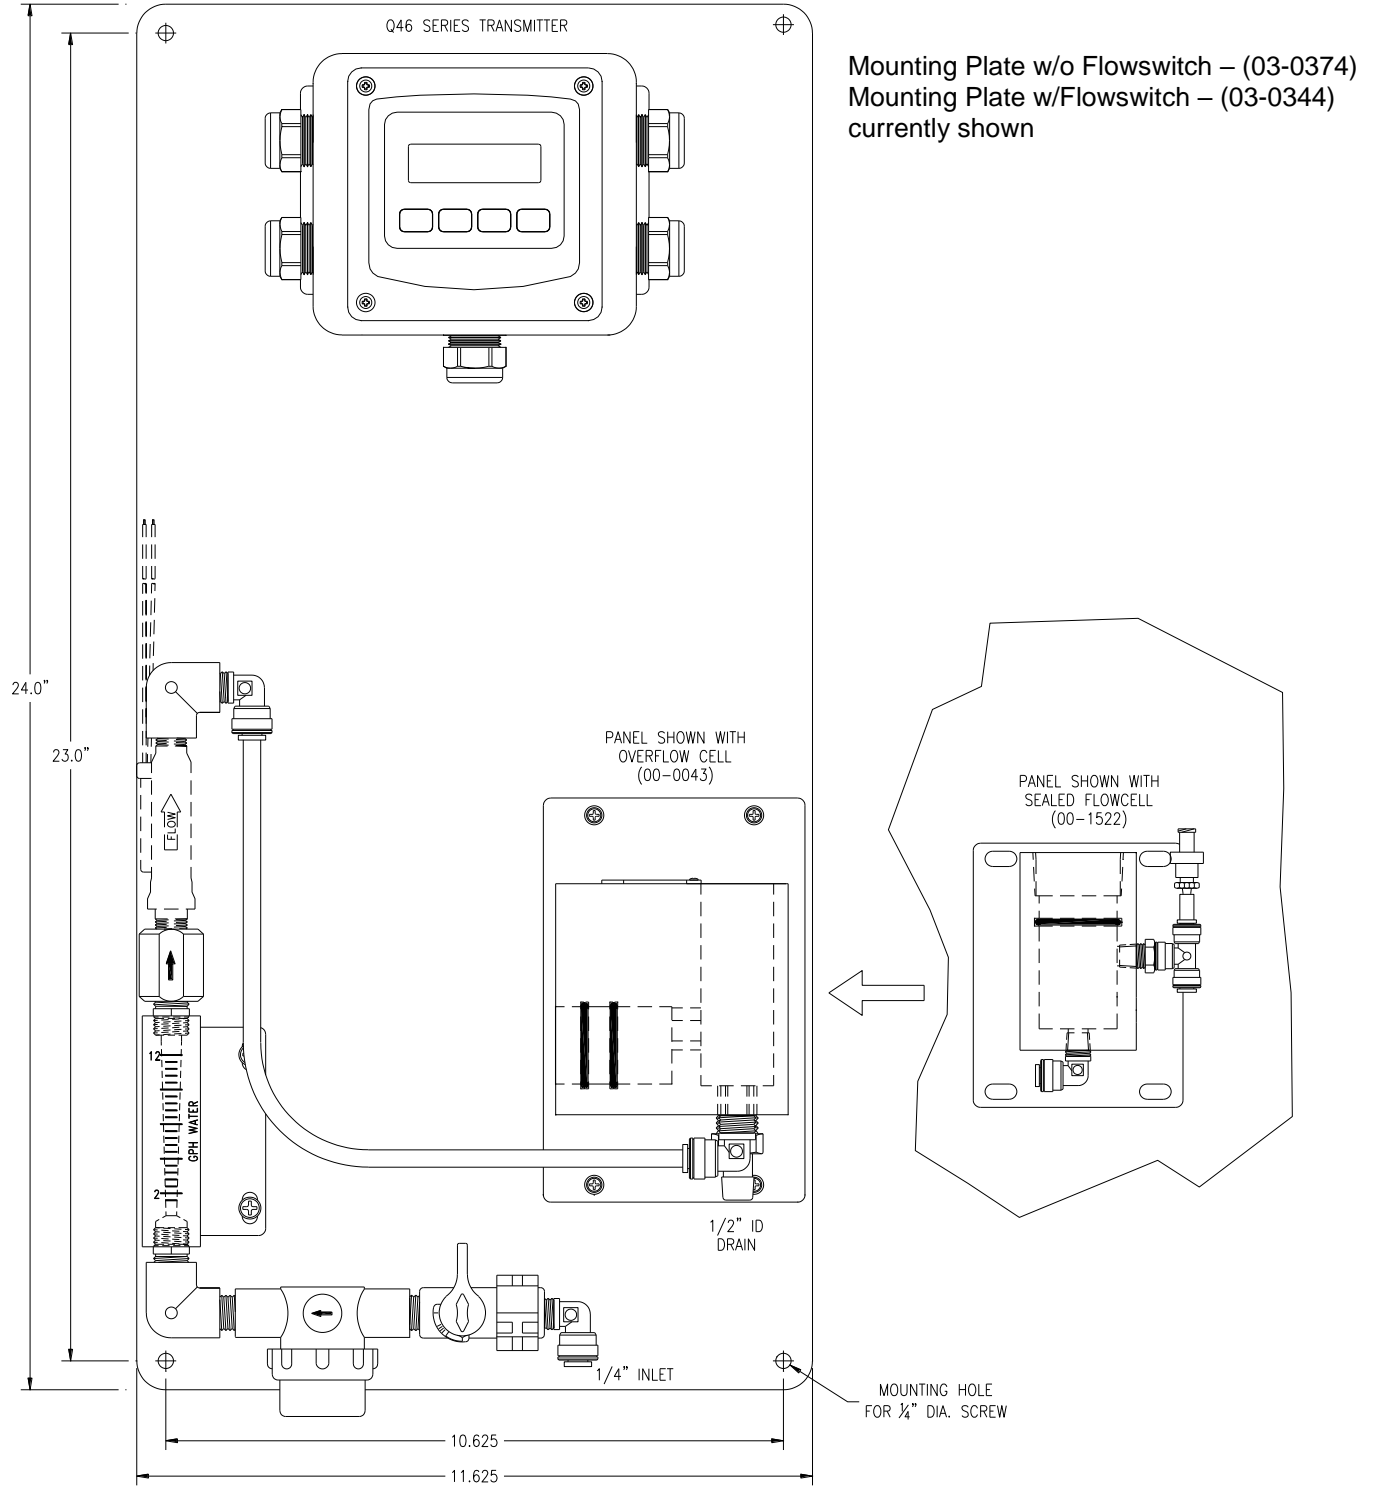 Q46 SERIES TRANSMITTER
Mounting Plate w/o Flowswitch – (03-0374)
Mounting Plate w/Flowswitch – (03-0344)
currently shown
24.0”
23.0”
PANEL SHOWN WITH
OVERFLOW CELL
(00-0043)
PANEL SHOWN WITH
SEALED FLOWCELL
(00-1522)
FLOW
12
GPH WATER
2
1/2” ID
DRAIN
1/4” INLET
MOUNTING HOLE
FOR ¼” DIA. SCREW
10.625
11.625